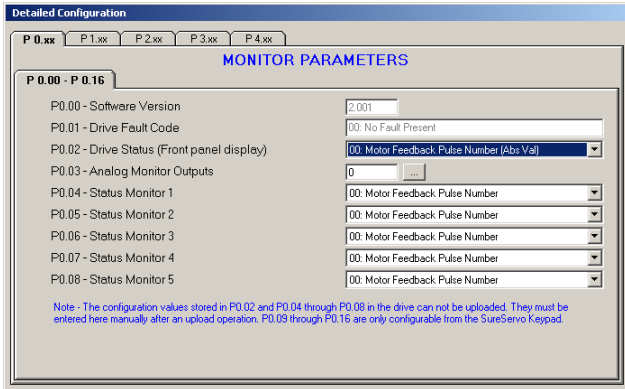 Detailed Configuration
P 0.xx P 1.xx P 2.xx P 3.xx P 4.xx
MONITOR PARAMETERS
P 0.00 - P 0.16
P0.00 - Software Version 2.001
P0.01 - Drive Fault Code 00: No Fault Present
P0.02 - Drive Status (Front panel display) 00: Motor Feedback Pulse Number (Abs Val)
P0.03 - Analog Monitor Outputs 0 ...
P0.04 - Status Monitor 1 00: Motor Feedback Pulse Number
P0.05 - Status Monitor 2 00: Motor Feedback Pulse Number
P0.06 - Status Monitor 3 00: Motor Feedback Pulse Number
P0.07 - Status Monitor 4 00: Motor Feedback Pulse Number
P0.08 - Status Monitor 5 00: Motor Feedback Pulse Number
Note - The configuration values stored in P0.02 and P0.04 through P0.08 in the drive can not be uploaded. They must be
entered here manually after an upload operation. P0.09 through P0.16 are only configurable from the SureServo Keypad.